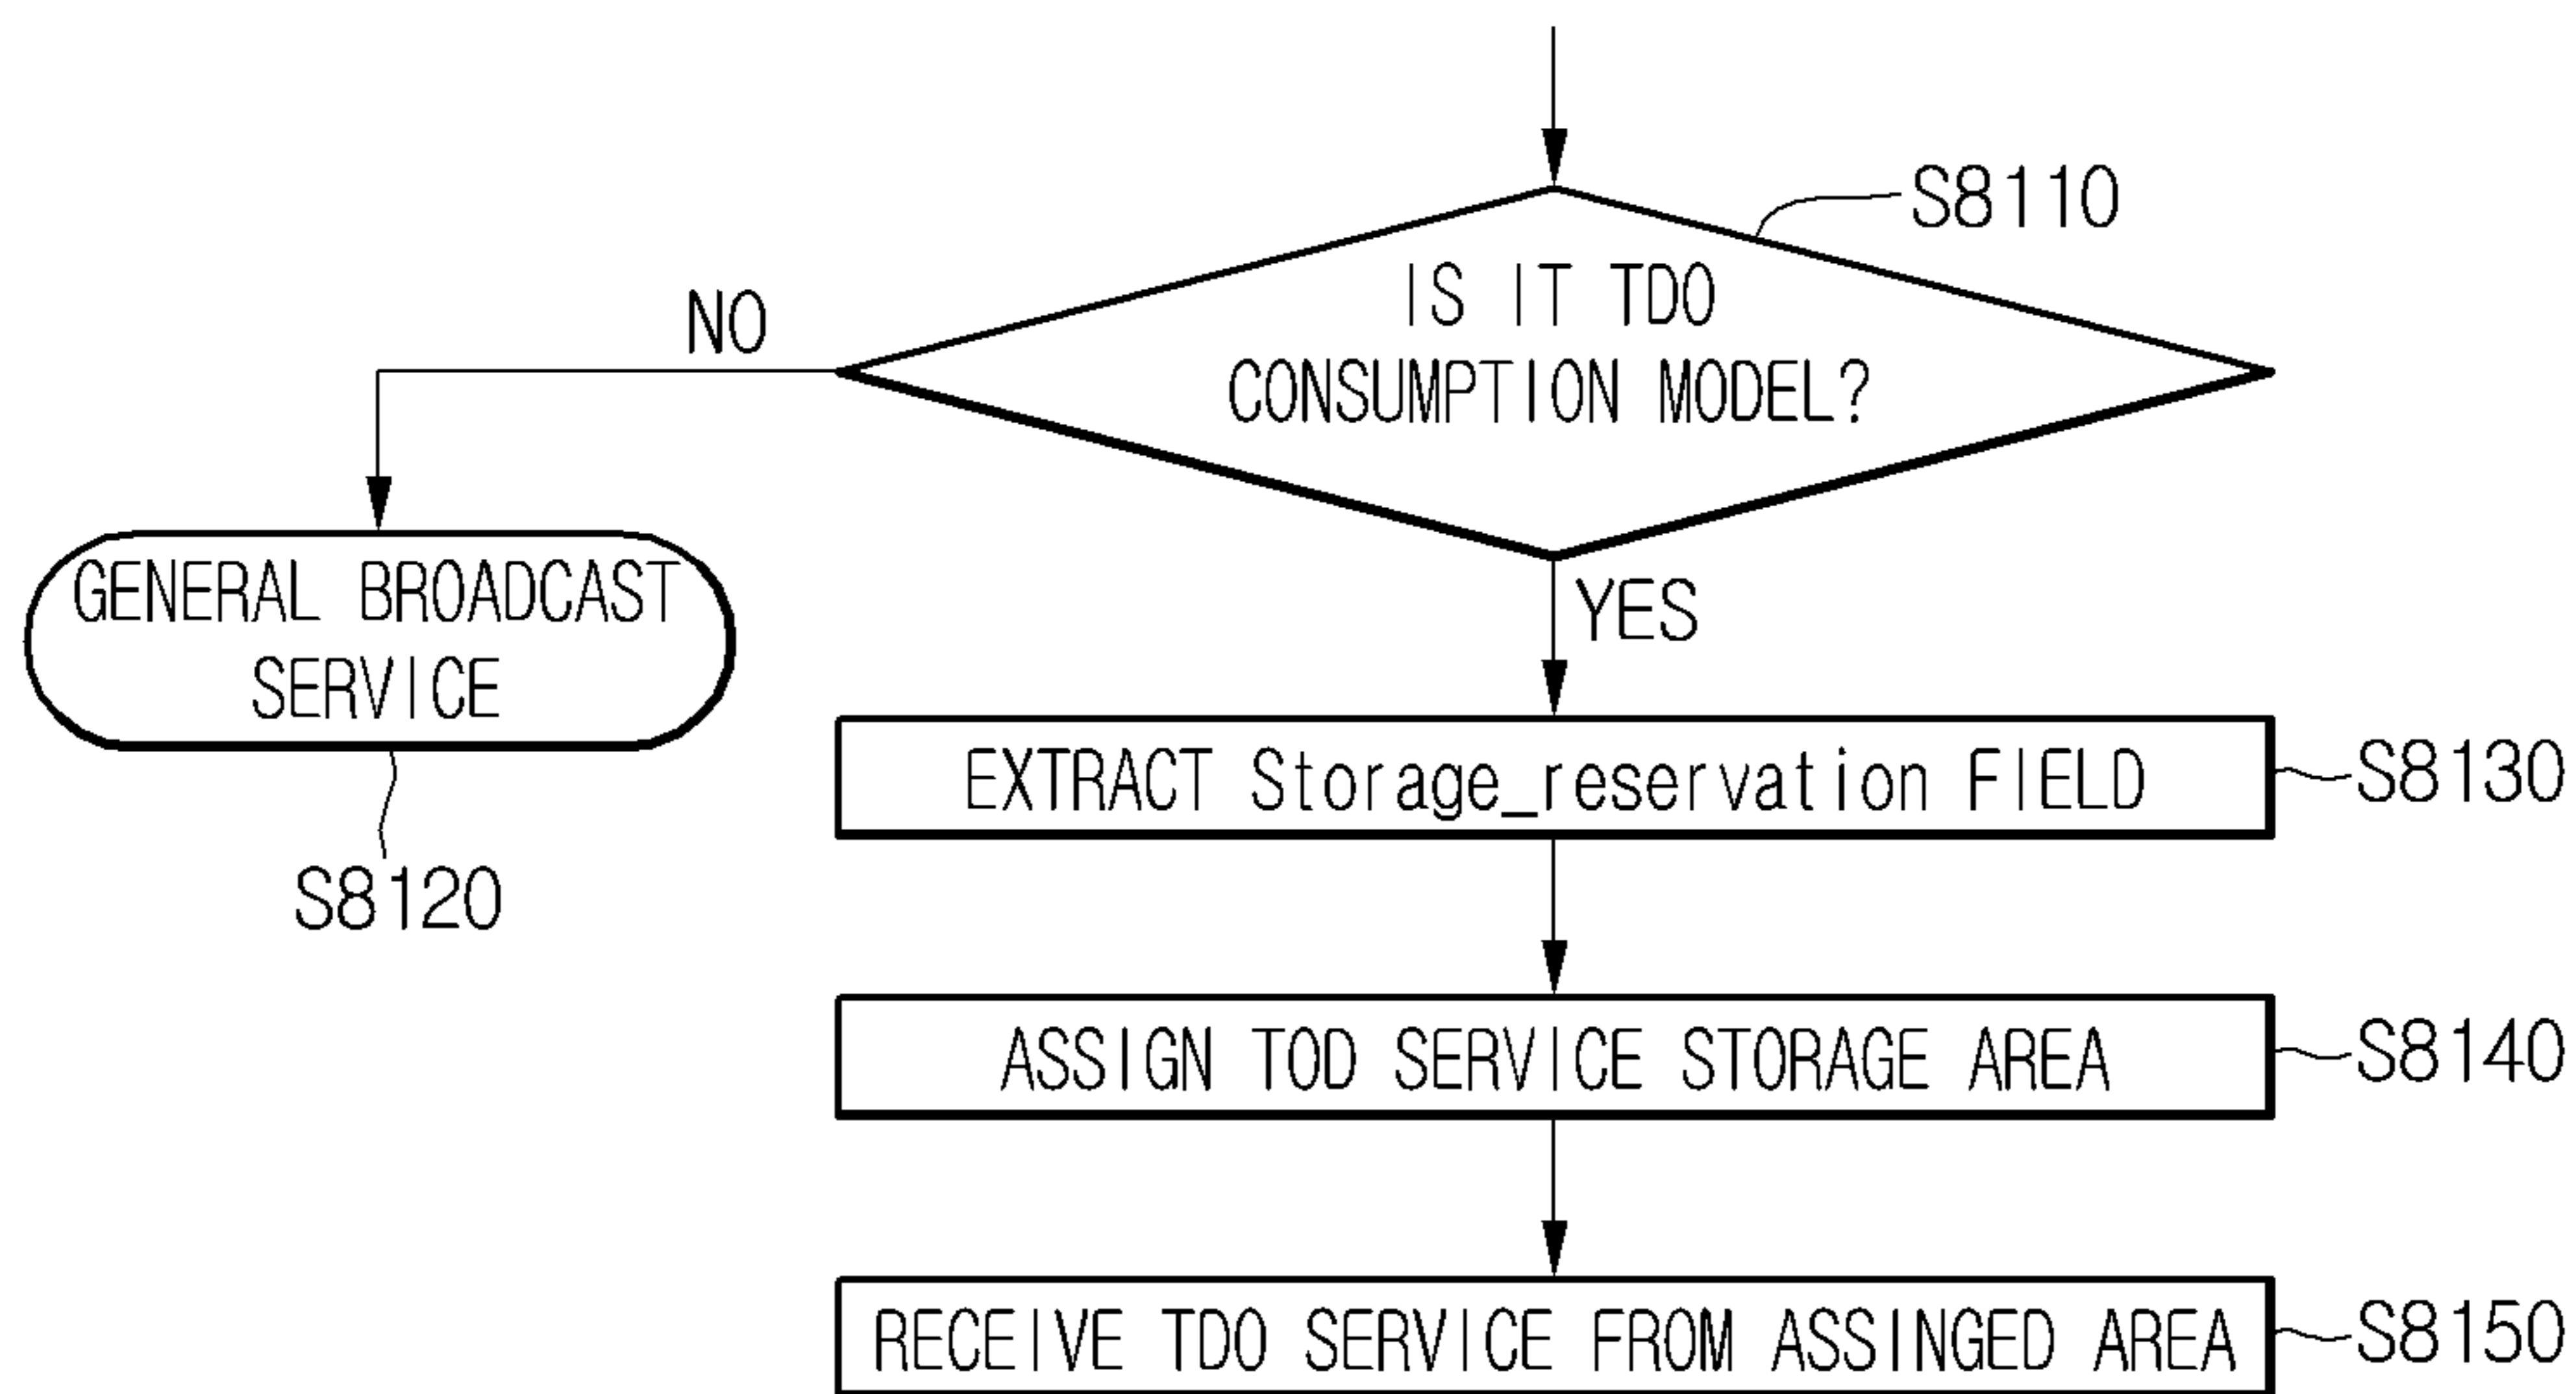 S8110
IS IT TDO
CONSUMPTION MODEL?
NO
YES
GENERAL BROADCAST
SERVICE
S8120
EXTRACT Storage_reservation FIELD
S8130
ASSIGN TOD SERVICE STORAGE AREA
S8140
RECEIVE TDO SERVICE FROM ASSINGED AREA
S8150